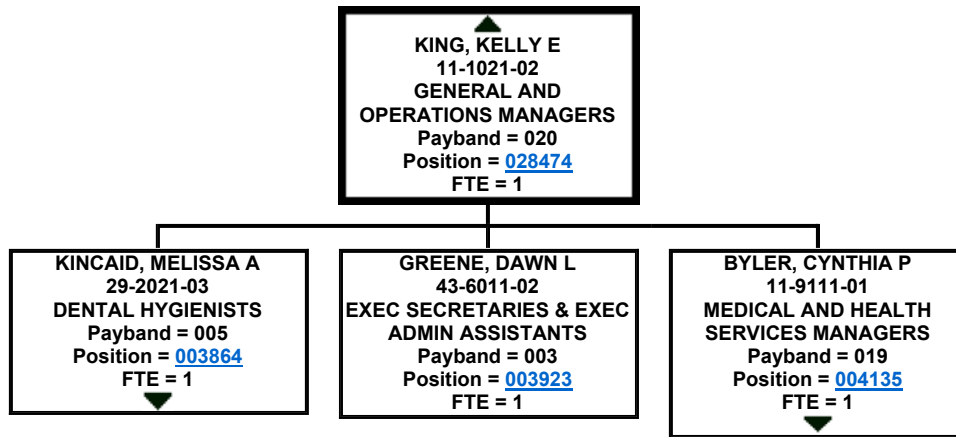 KING, KELLY E
11-1021-02
GENERAL AND
OPERATIONS MANAGERS
Payband = 020
Position = 028474
FTE = 1
KINCAID, MELISSA A
29-2021-03
DENTAL HYGIENISTS
Payband = 005
Position = 003864
FTE = 1
GREENE, DAWN L
43-6011-02
EXEC SECRETARIES & EXEC
ADMIN ASSISTANTS
Payband = 003
Position = 003923
FTE = 1
BYLER, CYNTHIA P
11-9111-01
MEDICAL AND HEALTH
SERVICES MANAGERS
Payband = 019
Position = 004135
FTE = 1